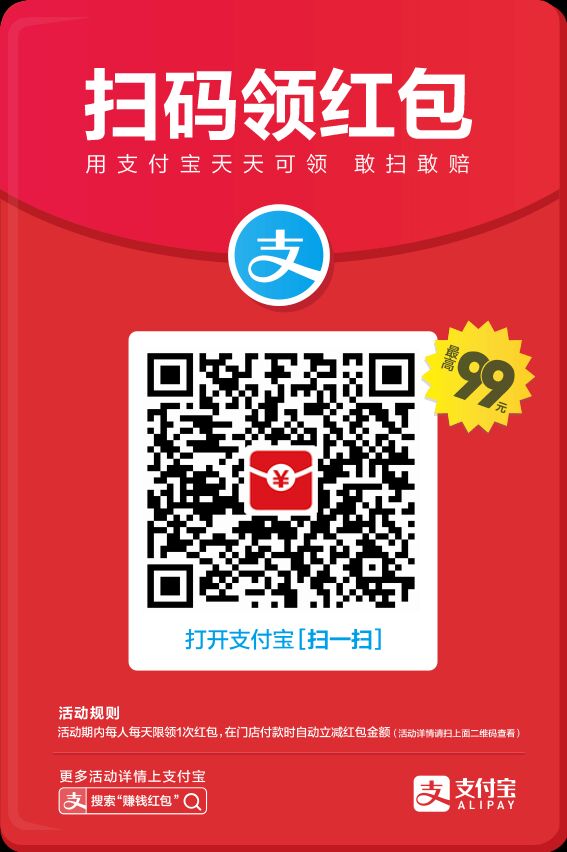 扫码领红包
用支付宝天天可领 敢扫敢赔
支
最高99元
¥
打开支付宝[扫一扫]
活动规则
活动期内每人每天限领1次红包，在门店付款时自动立减红包金额（活动详情请扫上面二维码查看）
更多活动详情上支付宝
支 搜索“赚钱红包”
支 支付宝
ALIPAY